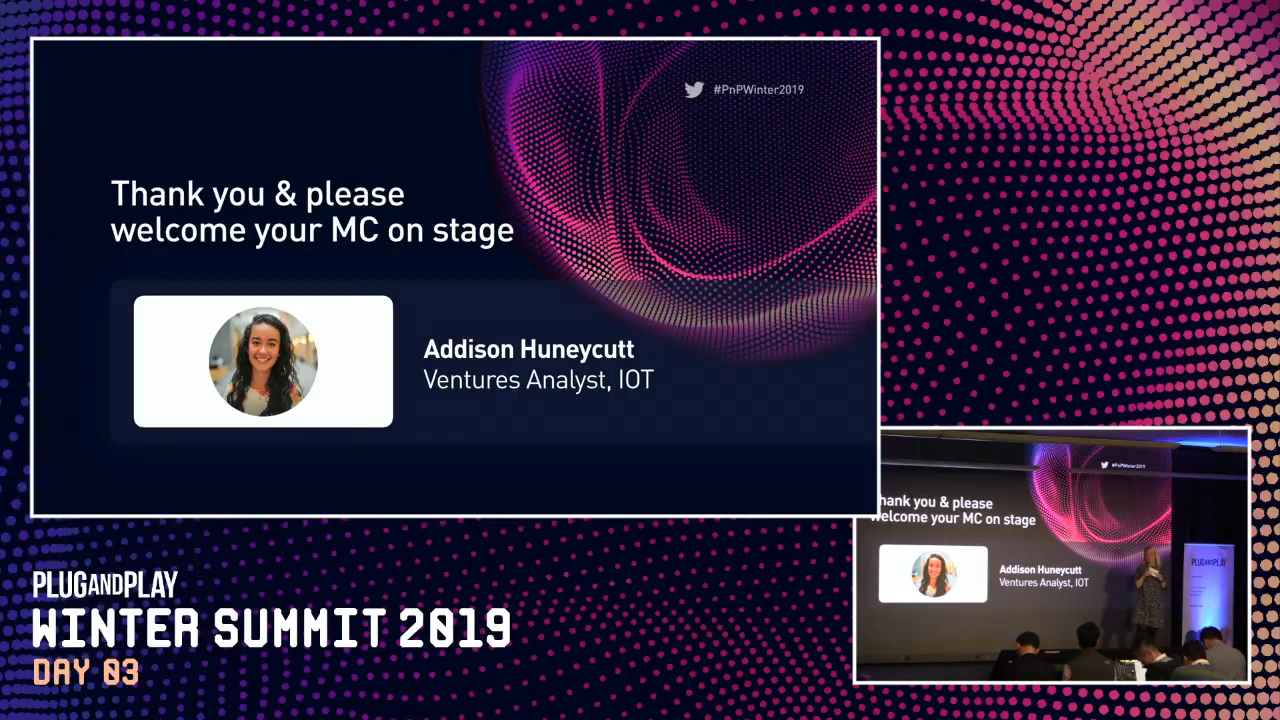 #PnPWinter2019
Thank you & please
welcome your MC on stage
Addison Huneycutt
Ventures Analyst, IOT
#PnPWinter2019
hank you & please
welcome your MC on stage
Addison Huneycutt
Ventures Analyst, IOT
PLUGANDPLAY
PLUGANDPLAY
WINTER SUMMIT 2019
DAY 03